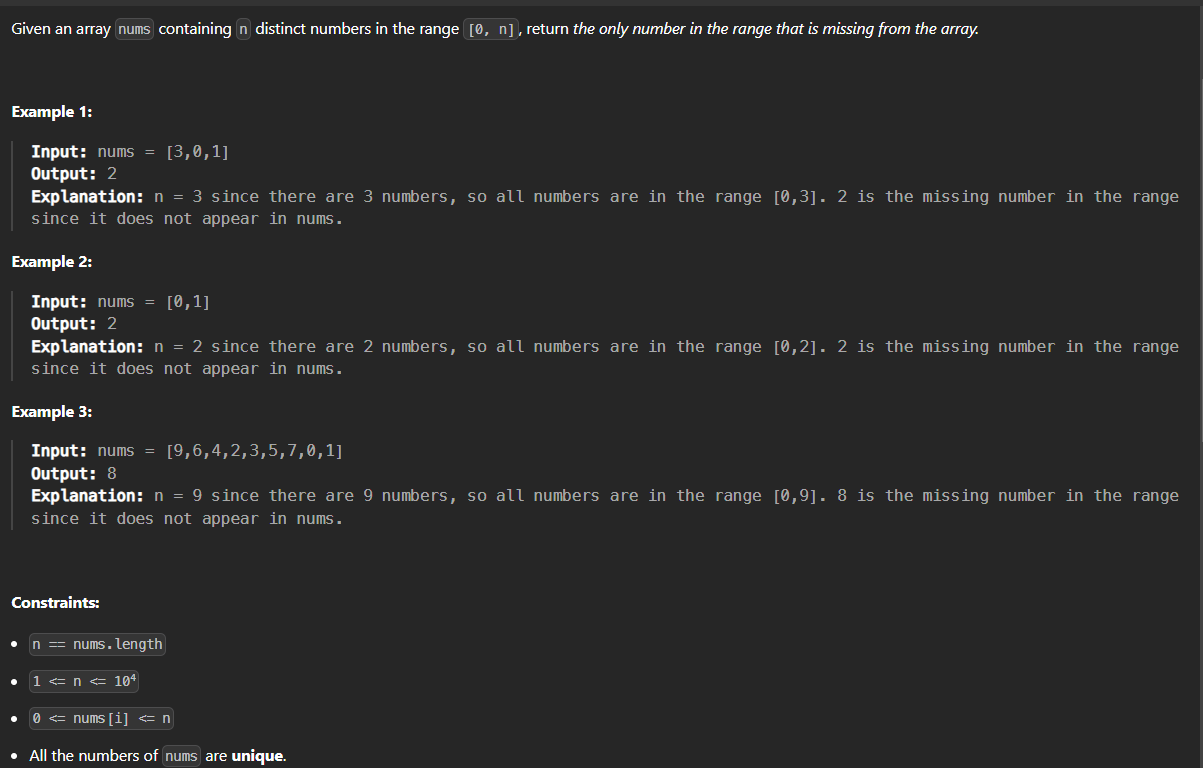 Given an array nums containing n distinct numbers in the range [0, n], return the only number in the range that is missing from the array.
Example 1:
Input: nums = [3,0,1]
Output: 2
Explanation: n = 3 since there are 3 numbers, so all numbers are in the range [0,3]. 2 is the missing number in the range
since it does not appear in nums.
Example 2:
Input: nums = [0,1]
Output: 2
Explanation: n = 2 since there are 2 numbers, so all numbers are in the range [0,2]. 2 is the missing number in the range
since it does not appear in nums.
Example 3:
Input: nums = [9,6,4,2,3,5,7,0,1]
Output: 8
Explanation: n = 9 since there are 9 numbers, so all numbers are in the range [0,9]. 8 is the missing number in the range
since it does not appear in nums.
Constraints:
• n == nums.length
• 1 <= n <= 10⁴
• 0 <= nums[i] <= n
• All the numbers of nums are unique.